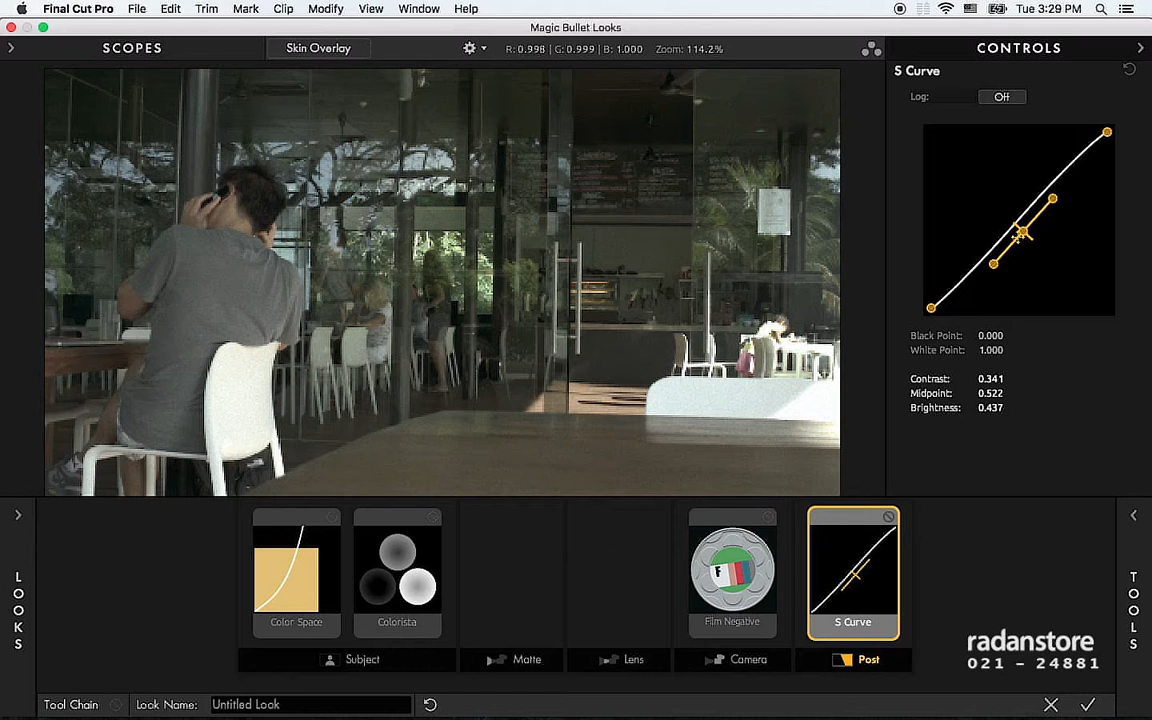 Final Cut Pro File Edit Trim Mark Clip Modify View Window Help Tue 3:29 PM
Magic Bullet Looks
SCOPES Skin Overlay R: 0.998 | G: 0.999 | B: 1.000 Zoom: 114.2% CONTROLS
S Curve
Log: Off
Black Point: 0.000
White Point: 1.000
Contrast: 0.341
Midpoint: 0.522
Brightness: 0.437
LOOKS
TOOLS
F
Color Space Colorista Film Negative S Curve
Subject Matte Lens Camera Post
radanstore
021 - 24881
Tool Chain Look Name: Untitled Look